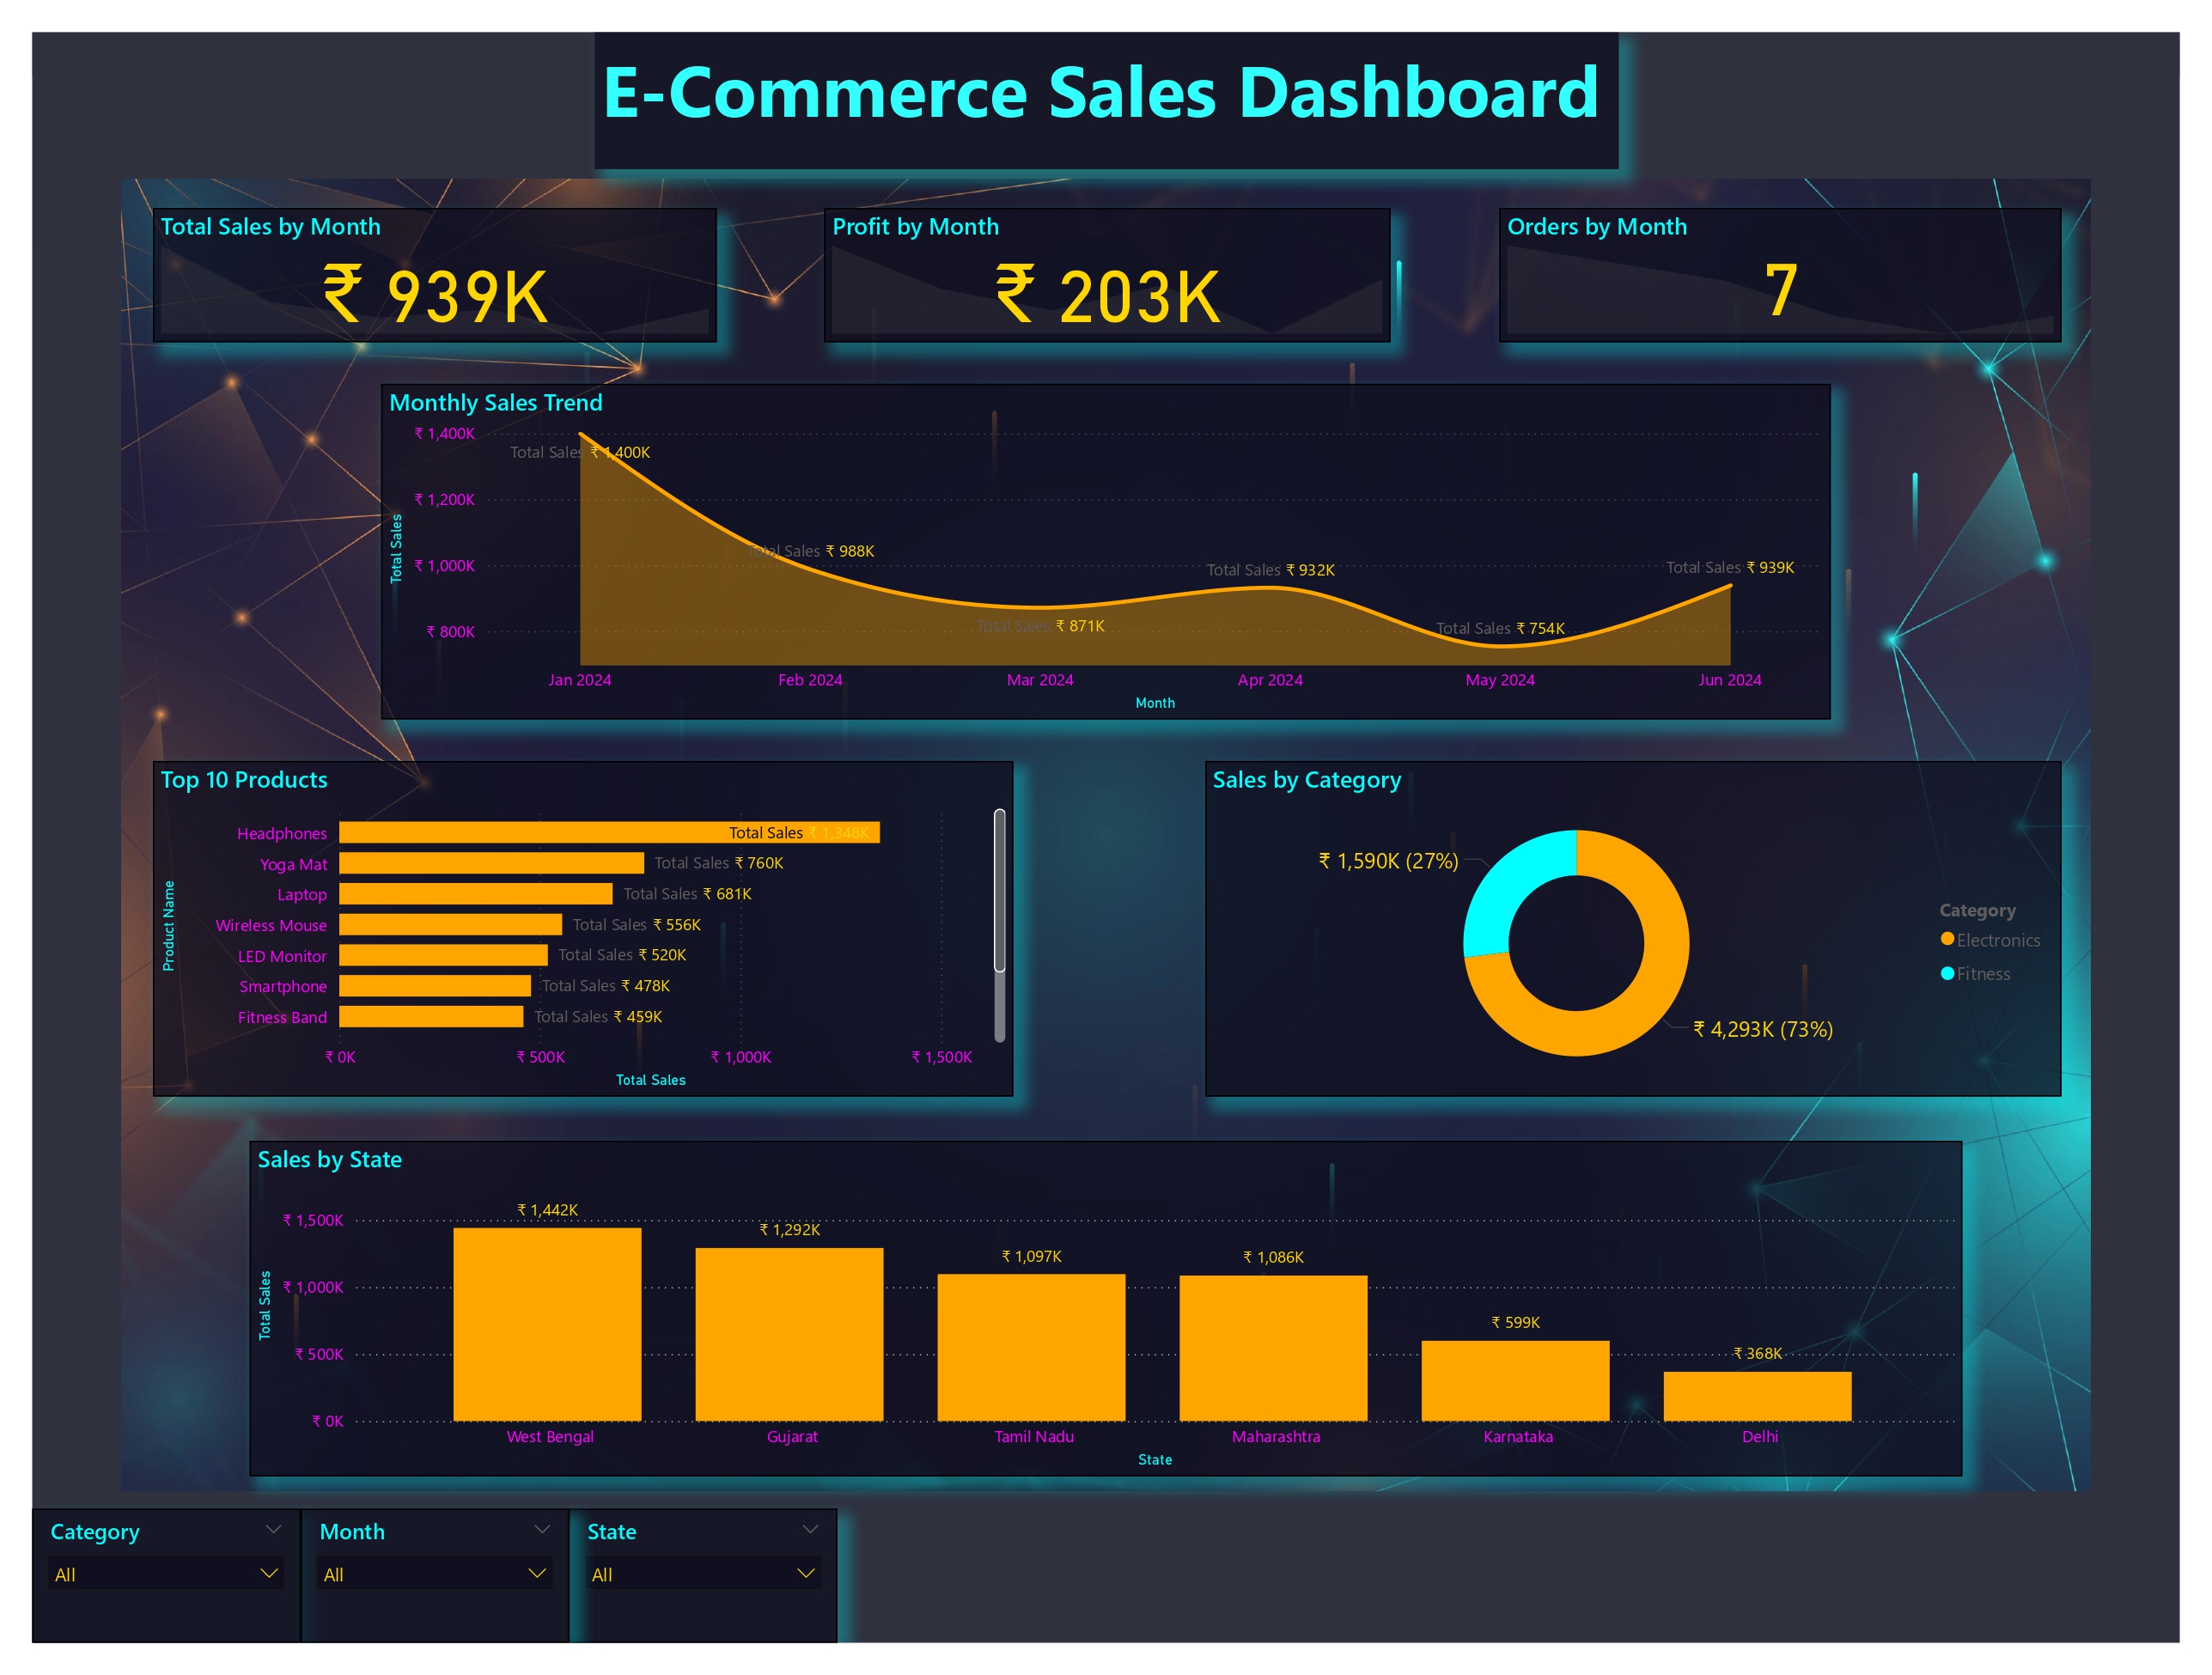 E-Commerce Sales Dashboard
Total Sales by Month
₹ 939K
Profit by Month
₹ 203K
Orders by Month
7
Monthly Sales Trend
Total Sales
₹ 1,400K
₹ 1,200K
₹ 1,000K
₹ 800K
Total Sales ₹ 1,400K
Total Sales ₹ 988K
Total Sales ₹ 871K
Total Sales ₹ 932K
Total Sales ₹ 754K
Total Sales ₹ 939K
Jan 2024
Feb 2024
Mar 2024
Apr 2024
May 2024
Jun 2024
Month
Top 10 Products
Product Name
Headphones
Total Sales ₹ 1,348K
Yoga Mat
Total Sales ₹ 760K
Laptop
Total Sales ₹ 681K
Wireless Mouse
Total Sales ₹ 556K
LED Monitor
Total Sales ₹ 520K
Smartphone
Total Sales ₹ 478K
Fitness Band
Total Sales ₹ 459K
₹ 0K
₹ 500K
₹ 1,000K
₹ 1,500K
Total Sales
Sales by Category
₹ 1,590K (27%)
₹ 4,293K (73%)
Category
Electronics
Fitness
Sales by State
Total Sales
₹ 1,500K
₹ 1,000K
₹ 500K
₹ 0K
₹ 1,442K
₹ 1,292K
₹ 1,097K
₹ 1,086K
₹ 599K
₹ 368K
West Bengal
Gujarat
Tamil Nadu
Maharashtra
Karnataka
Delhi
State
Category
All
Month
All
State
All